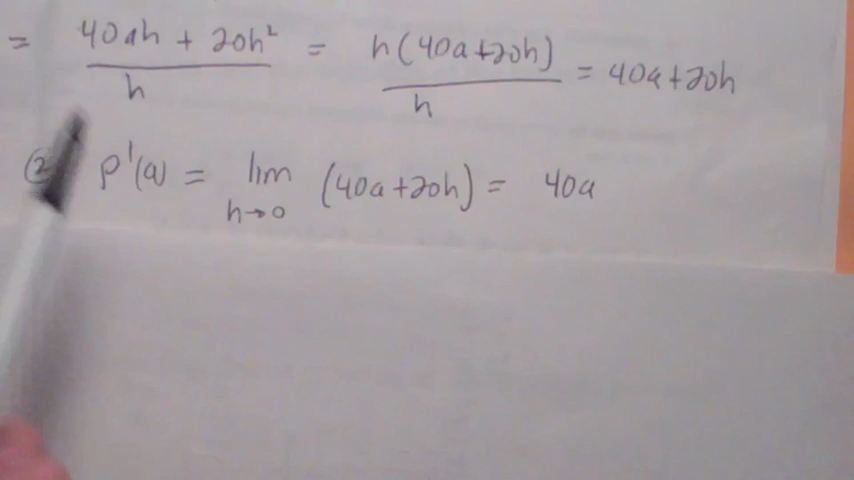 = 40ah + 20h² / h = h(40a+20h) / h = 40a+20h
② p'(a) = lim h→0 (40a+20h) = 40a